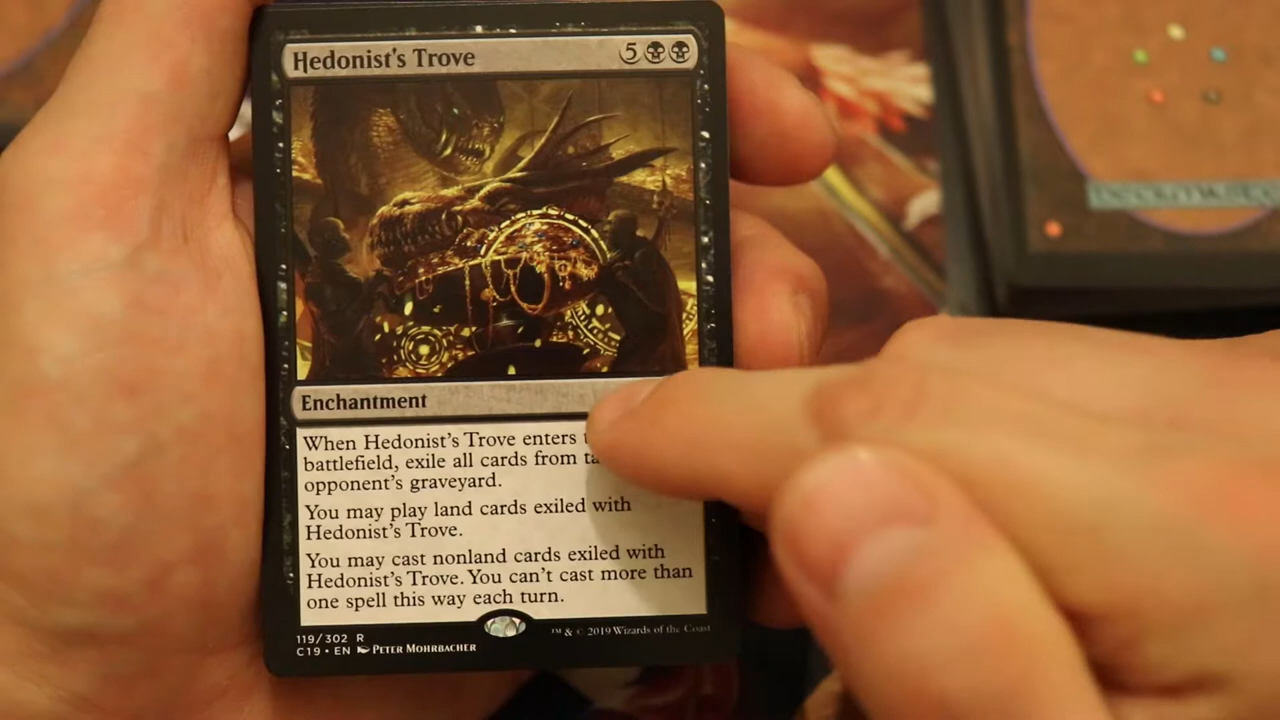 Hedonist's Trove 5
Enchantment
When Hedonist's Trove enters
battlefield, exile all cards from
opponent's graveyard.
You may play land cards exiled with
Hedonist's Trove.
You may cast nonland cards exiled with
Hedonist's Trove. You can't cast more than
one spell this way each turn.
119/302 R
C19 • EN PETER MOHRBACHER
™ & © 2019 Wizards of the Coast